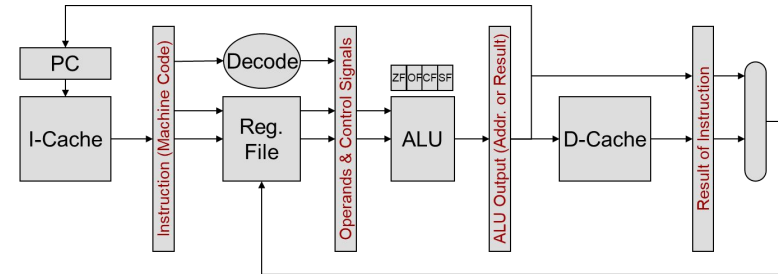 PC
I-Cache
Instruction (Machine Code)
Decode
Reg.
File
Operands & Control Signals
ZF OF CF SF
ALU
ALU Output (Addr. or Result)
D-Cache
Result of Instruction